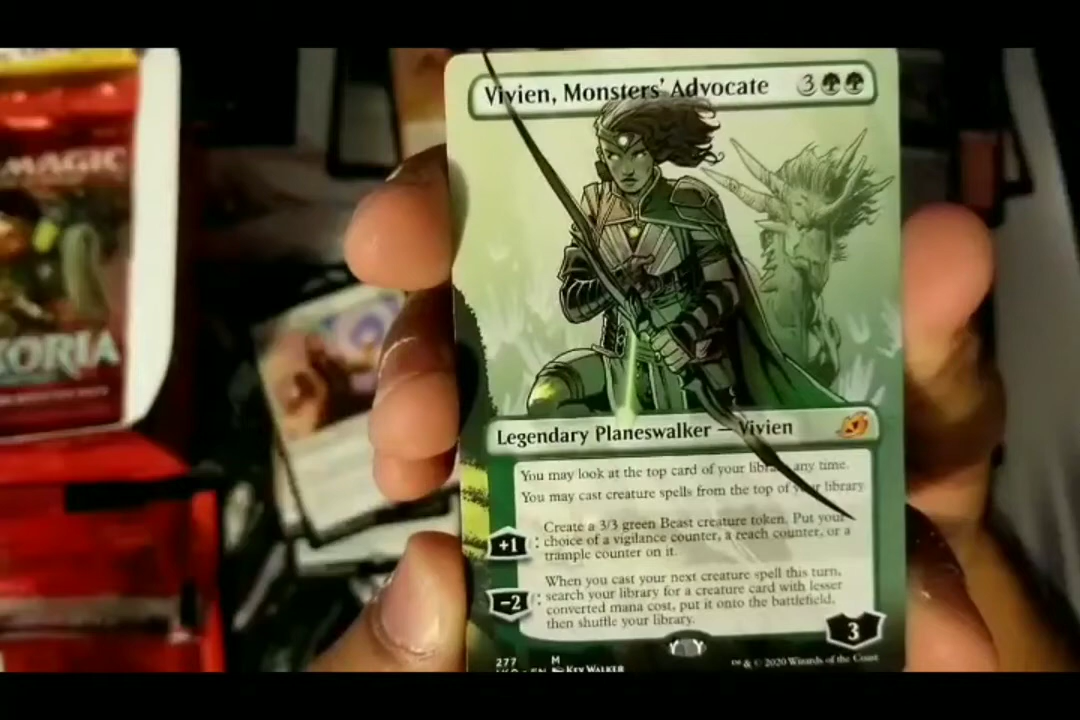 Vivien, Monsters' Advocate 3
MAGIC
KORIA
Legendary Planeswalker — Vivien
You may look at the top card of your library any time.
You may cast creature spells from the top of your library
+1: Create a 3/3 green Beast creature token. Put your
choice of a vigilance counter, a reach counter, or a
trample counter on it.
-2: When you cast your next creature spell this turn,
search your library for a creature card with lesser
converted mana cost, put it onto the battlefield,
then shuffle your library.
3
277 M
EN KEV WALKER
™ & © 2020 Wizards of the Coast